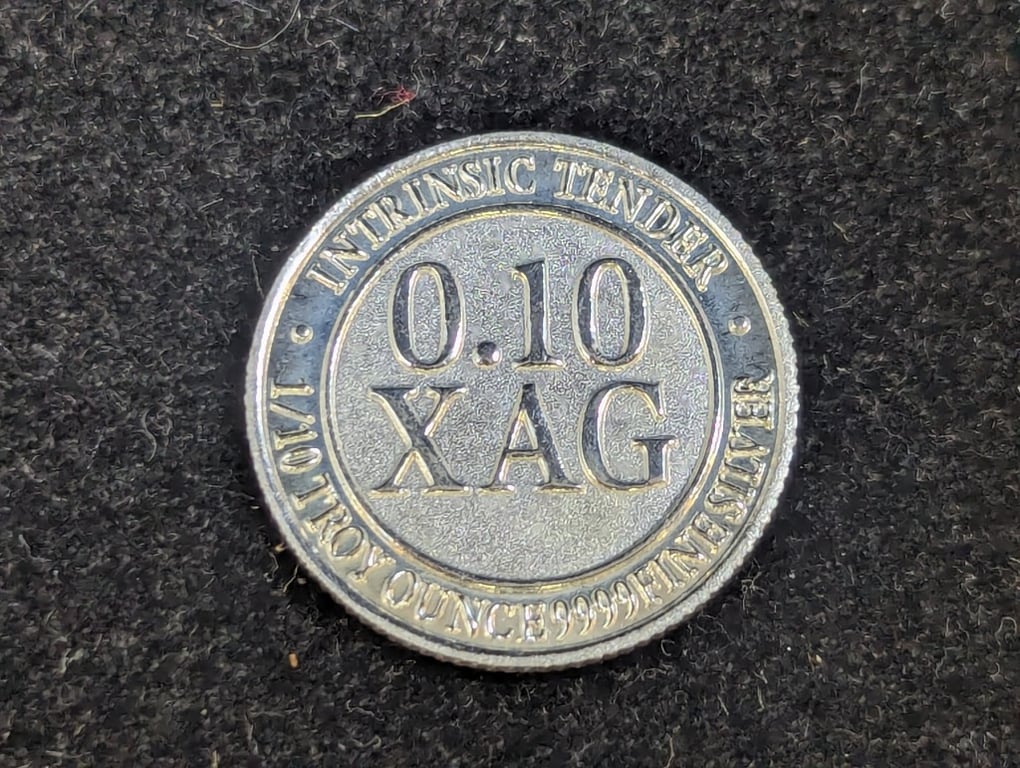 INTRINSIC TENDER
0.10
XAG
1/10 TROY OUNCE 9999 FINE SILVER